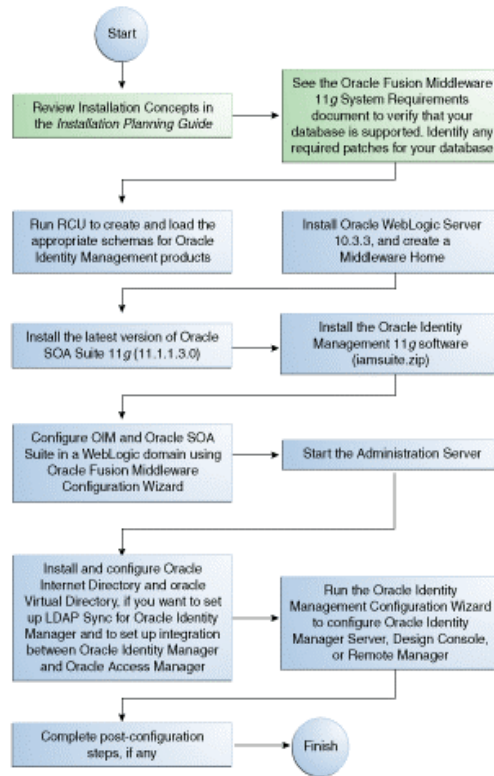 Start
Review Installation Concepts in
the Installation Planning Guide
See the Oracle Fusion Middleware
11g System Requirements
document to verify that your
database is supported. Identify any
required patches for your database
Run RCU to create and load the
appropriate schemas for Oracle
Identity Management products
Install Oracle WebLogic Server
10.3.3, and create a
Middleware Home
Install the latest version of Oracle
SOA Suite 11g (11.1.1.3.0)
Install the Oracle Identity
Management 11g software
(iamsuite.zip)
Configure OIM and Oracle SOA
Suite in a WebLogic domain using
Oracle Fusion Middleware
Configuration Wizard
Start the Administration Server
Install and configure Oracle
Internet Directory and oracle
Virtual Directory, if you want to set
up LDAP Sync for Oracle Identity
Manager and to set up integration
between Oracle Identity Manager
and Oracle Access Manager
Run the Oracle Identity
Management Configuration Wizard
to configure Oracle Identity
Manager Server, Design Console,
or Remote Manager
Complete post-configuration
steps, if any
Finish